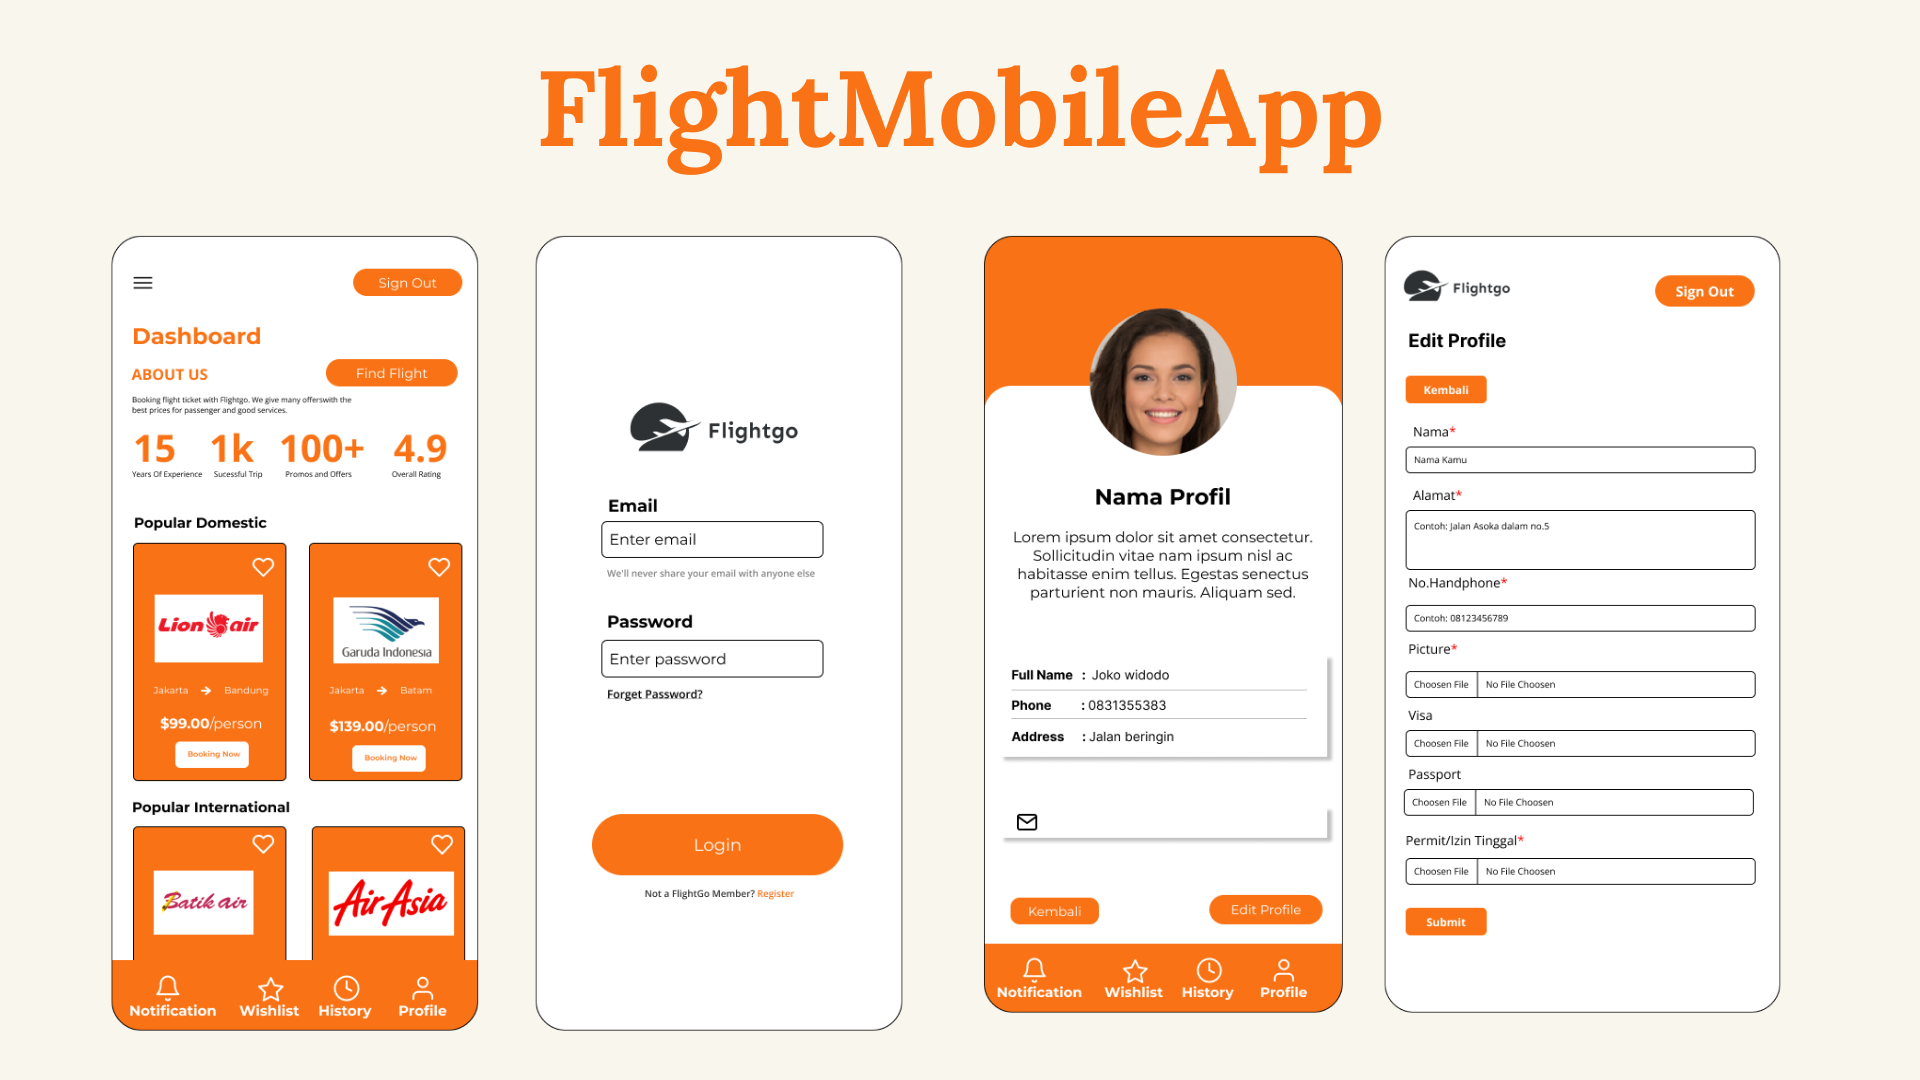 FlightMobileApp
Sign Out
Dashboard
ABOUT US
Find Flight
Booking flight ticket with Flightgo. We give many offerswith the
best prices for passenger and good services.
15 1k 100+ 4.9
Years Of Experience Sucessful Trip Promos and Offers Overall Rating
Popular Domestic
Lion air
Jakarta → Bandung
$99.00/person
Booking Now
Garuda Indonesia
Jakarta → Batam
$139.00/person
Booking Now
Popular International
Batik air
AirAsia
Notification Wishlist History Profile
Flightgo
Email
Enter email
We'll never share your email with anyone else
Password
Enter password
Forget Password?
Login
Not a FlightGo Member? Register
Nama Profil
Lorem ipsum dolor sit amet consectetur.
Sollicitudin vitae nam ipsum nisl ac
habitasse enim tellus. Egestas senectus
parturient non mauris. Aliquam sed.
Full Name : Joko widodo
Phone : 0831355383
Address : Jalan beringin
Kembali
Edit Profile
Notification Wishlist History Profile
Flightgo
Sign Out
Edit Profile
Kembali
Nama*
Nama Kamu
Alamat*
Contoh: Jalan Asoka dalam no.5
No.Handphone*
Contoh: 08123456789
Picture*
Choosen File No File Choosen
Visa
Choosen File No File Choosen
Passport
Choosen File No File Choosen
Permit/Izin Tinggal*
Choosen File No File Choosen
Submit